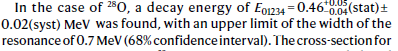 In the case of ²⁸O, a decay energy of E₀₁₂₃₄ = 0.46⁺⁰·⁰⁵₋₀.₀₄(stat) ±
0.02(syst) MeV was found, with an upper limit of the width of the
resonance of 0.7 MeV (68% confidence interval). The cross-section for